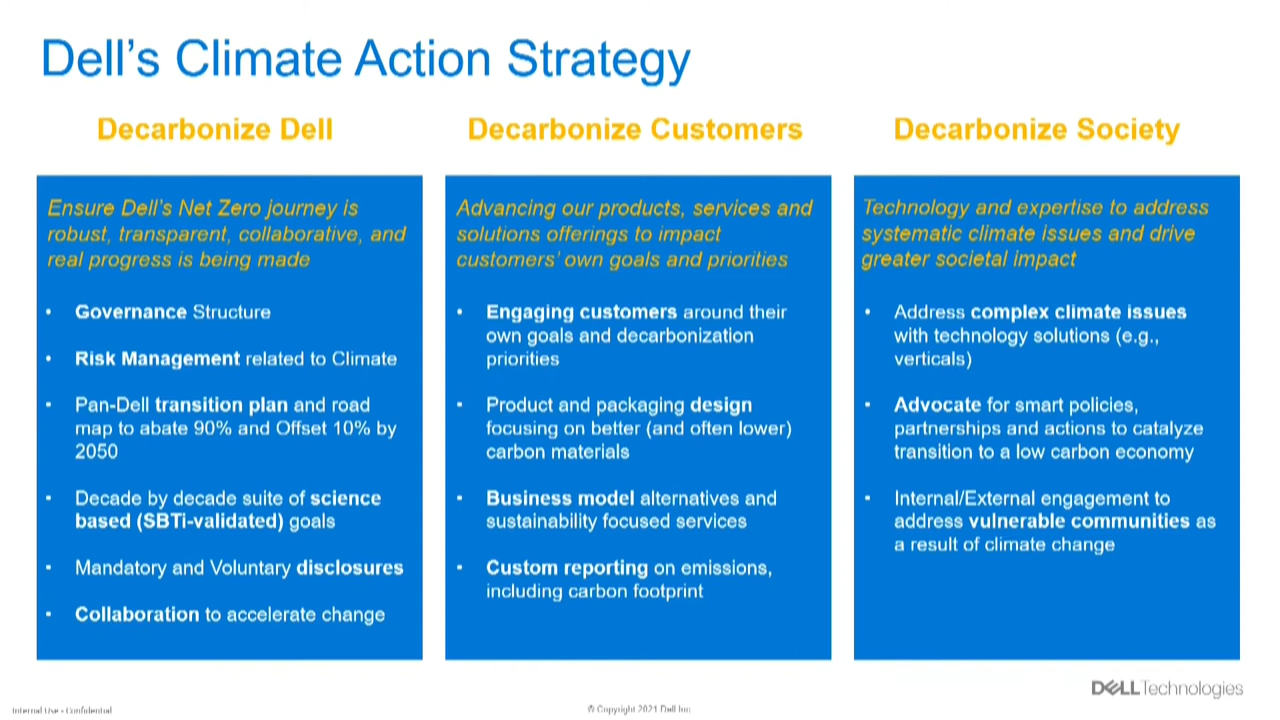 Dell's Climate Action Strategy
Decarbonize Dell
Ensure Dell's Net Zero journey is
robust, transparent, collaborative, and
real progress is being made
• Governance Structure
• Risk Management related to Climate
• Pan-Dell transition plan and road
map to abate 90% and Offset 10% by
2050
• Decade by decade suite of science
based (SBTi-validated) goals
• Mandatory and Voluntary disclosures
• Collaboration to accelerate change
Decarbonize Customers
Advancing our products, services and
solutions offerings to impact
customers' own goals and priorities
• Engaging customers around their
own goals and decarbonization
priorities
• Product and packaging design
focusing on better (and often lower)
carbon materials
• Business model alternatives and
sustainability focused services
• Custom reporting on emissions,
including carbon footprint
Decarbonize Society
Technology and expertise to address
systematic climate issues and drive
greater societal impact
• Address complex climate issues
with technology solutions (e.g.,
verticals)
• Advocate for smart policies,
partnerships and actions to catalyze
transition to a low carbon economy
• Internal/External engagement to
address vulnerable communities as
a result of climate change
DELL Technologies
Internal Use - Confidential
© Copyright 2021 Dell Inc